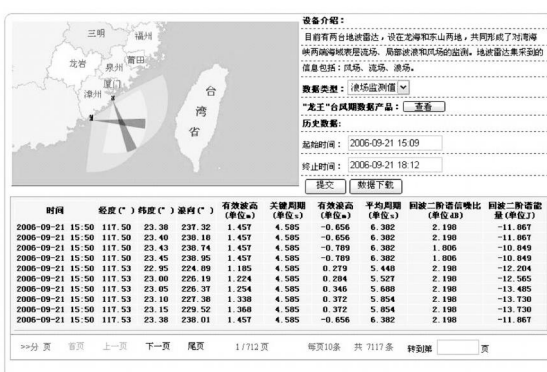 三明
福州
龙岩
泉州
莆田
厦门
漳州
台
湾
省
设备介绍：
目前有两台地波雷达，设在龙海和东山两地，共同形成了对湾海
峡两端海域表层流场、局部波浪和风场的监测。地波雷达集采到的
信息包括：风场、流场、浪场。
数据类型： 浪场监测值
"龙王"台风期数据产品： 查看
历史数据：
起始时间： 2006-09-21 15:09
终止时间： 2006-09-21 18:12
提交 数据下载
时间 经度(°) 纬度(°) 浪向(°) 有效波高(单位m) 关键周期(单位s) 有效浪高(单位m) 平均周期(单位s) 回波二阶谱信噪比(单位dB) 回波二阶谱能量(单位J)
2006-09-21 15:50 117.50 23.38 237.32 1.457 4.585 -0.656 6.382 2.198 -11.867
2006-09-21 15:50 117.50 23.40 238.18 1.457 4.585 -0.656 6.382 2.198 -11.867
2006-09-21 15:50 117.50 23.43 238.74 1.457 4.585 -0.789 6.382 1.806 -10.849
2006-09-21 15:50 117.50 23.45 238.95 1.457 4.585 -0.789 6.382 1.806 -10.849
2006-09-21 15:50 117.53 22.95 224.89 1.185 4.585 0.279 5.448 2.198 -12.204
2006-09-21 15:50 117.53 23.00 226.19 1.224 4.585 0.284 5.527 2.198 -12.565
2006-09-21 15:50 117.53 23.05 226.37 1.254 4.585 0.346 5.688 2.198 -13.485
2006-09-21 15:50 117.53 23.10 227.38 1.338 4.585 0.372 5.854 2.198 -13.730
2006-09-21 15:50 117.53 23.15 229.52 1.368 4.585 0.372 5.854 2.198 -13.730
2006-09-21 15:50 117.53 23.38 238.01 1.457 4.585 -0.656 6.382 2.198 -11.867
>>分 页 首页 上一页 下一页 尾页 1/712页 每页10条 共 7117条 转到第 页